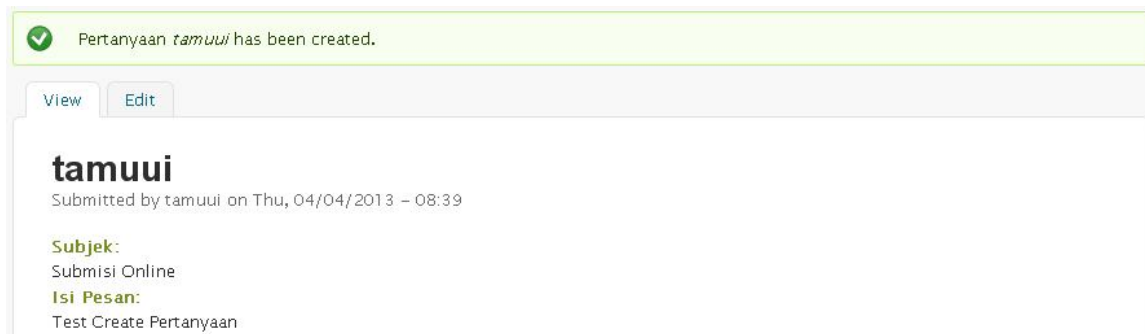 Pertanyaan tamuui has been created.
View Edit
tamuui
Submitted by tamuui on Thu, 04/04/2013 – 08:39
Subjek:
Submisi Online
Isi Pesan:
Test Create Pertanyaan